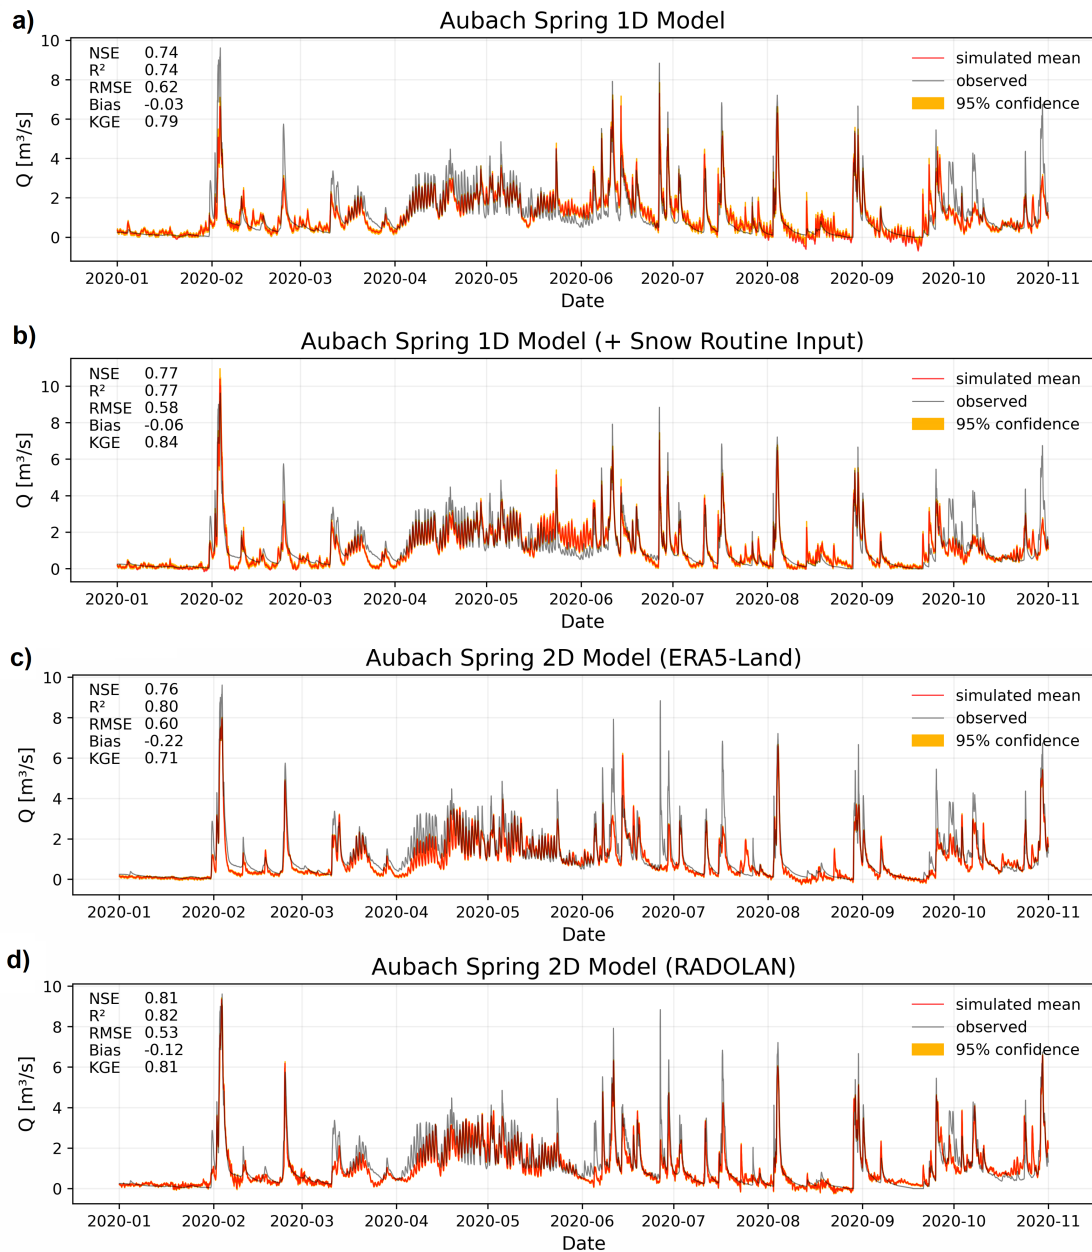 a)
Aubach Spring 1D Model
NSE 0.74
R² 0.74
RMSE 0.62
Bias -0.03
KGE 0.79
simulated mean
observed
95% confidence
10
8
6
4
2
0
Q [m³/s]
2020-01 2020-02 2020-03 2020-04 2020-05 2020-06 2020-07 2020-08 2020-09 2020-10 2020-11
Date
b)
Aubach Spring 1D Model (+ Snow Routine Input)
NSE 0.77
R² 0.77
RMSE 0.58
Bias -0.06
KGE 0.84
simulated mean
observed
95% confidence
10
8
6
4
2
0
Q [m³/s]
2020-01 2020-02 2020-03 2020-04 2020-05 2020-06 2020-07 2020-08 2020-09 2020-10 2020-11
Date
c)
Aubach Spring 2D Model (ERA5-Land)
NSE 0.76
R² 0.80
RMSE 0.60
Bias -0.22
KGE 0.71
simulated mean
observed
95% confidence
10
8
6
4
2
0
Q [m³/s]
2020-01 2020-02 2020-03 2020-04 2020-05 2020-06 2020-07 2020-08 2020-09 2020-10 2020-11
Date
d)
Aubach Spring 2D Model (RADOLAN)
NSE 0.81
R² 0.82
RMSE 0.53
Bias -0.12
KGE 0.81
simulated mean
observed
95% confidence
10
8
6
4
2
0
Q [m³/s]
2020-01 2020-02 2020-03 2020-04 2020-05 2020-06 2020-07 2020-08 2020-09 2020-10 2020-11
Date